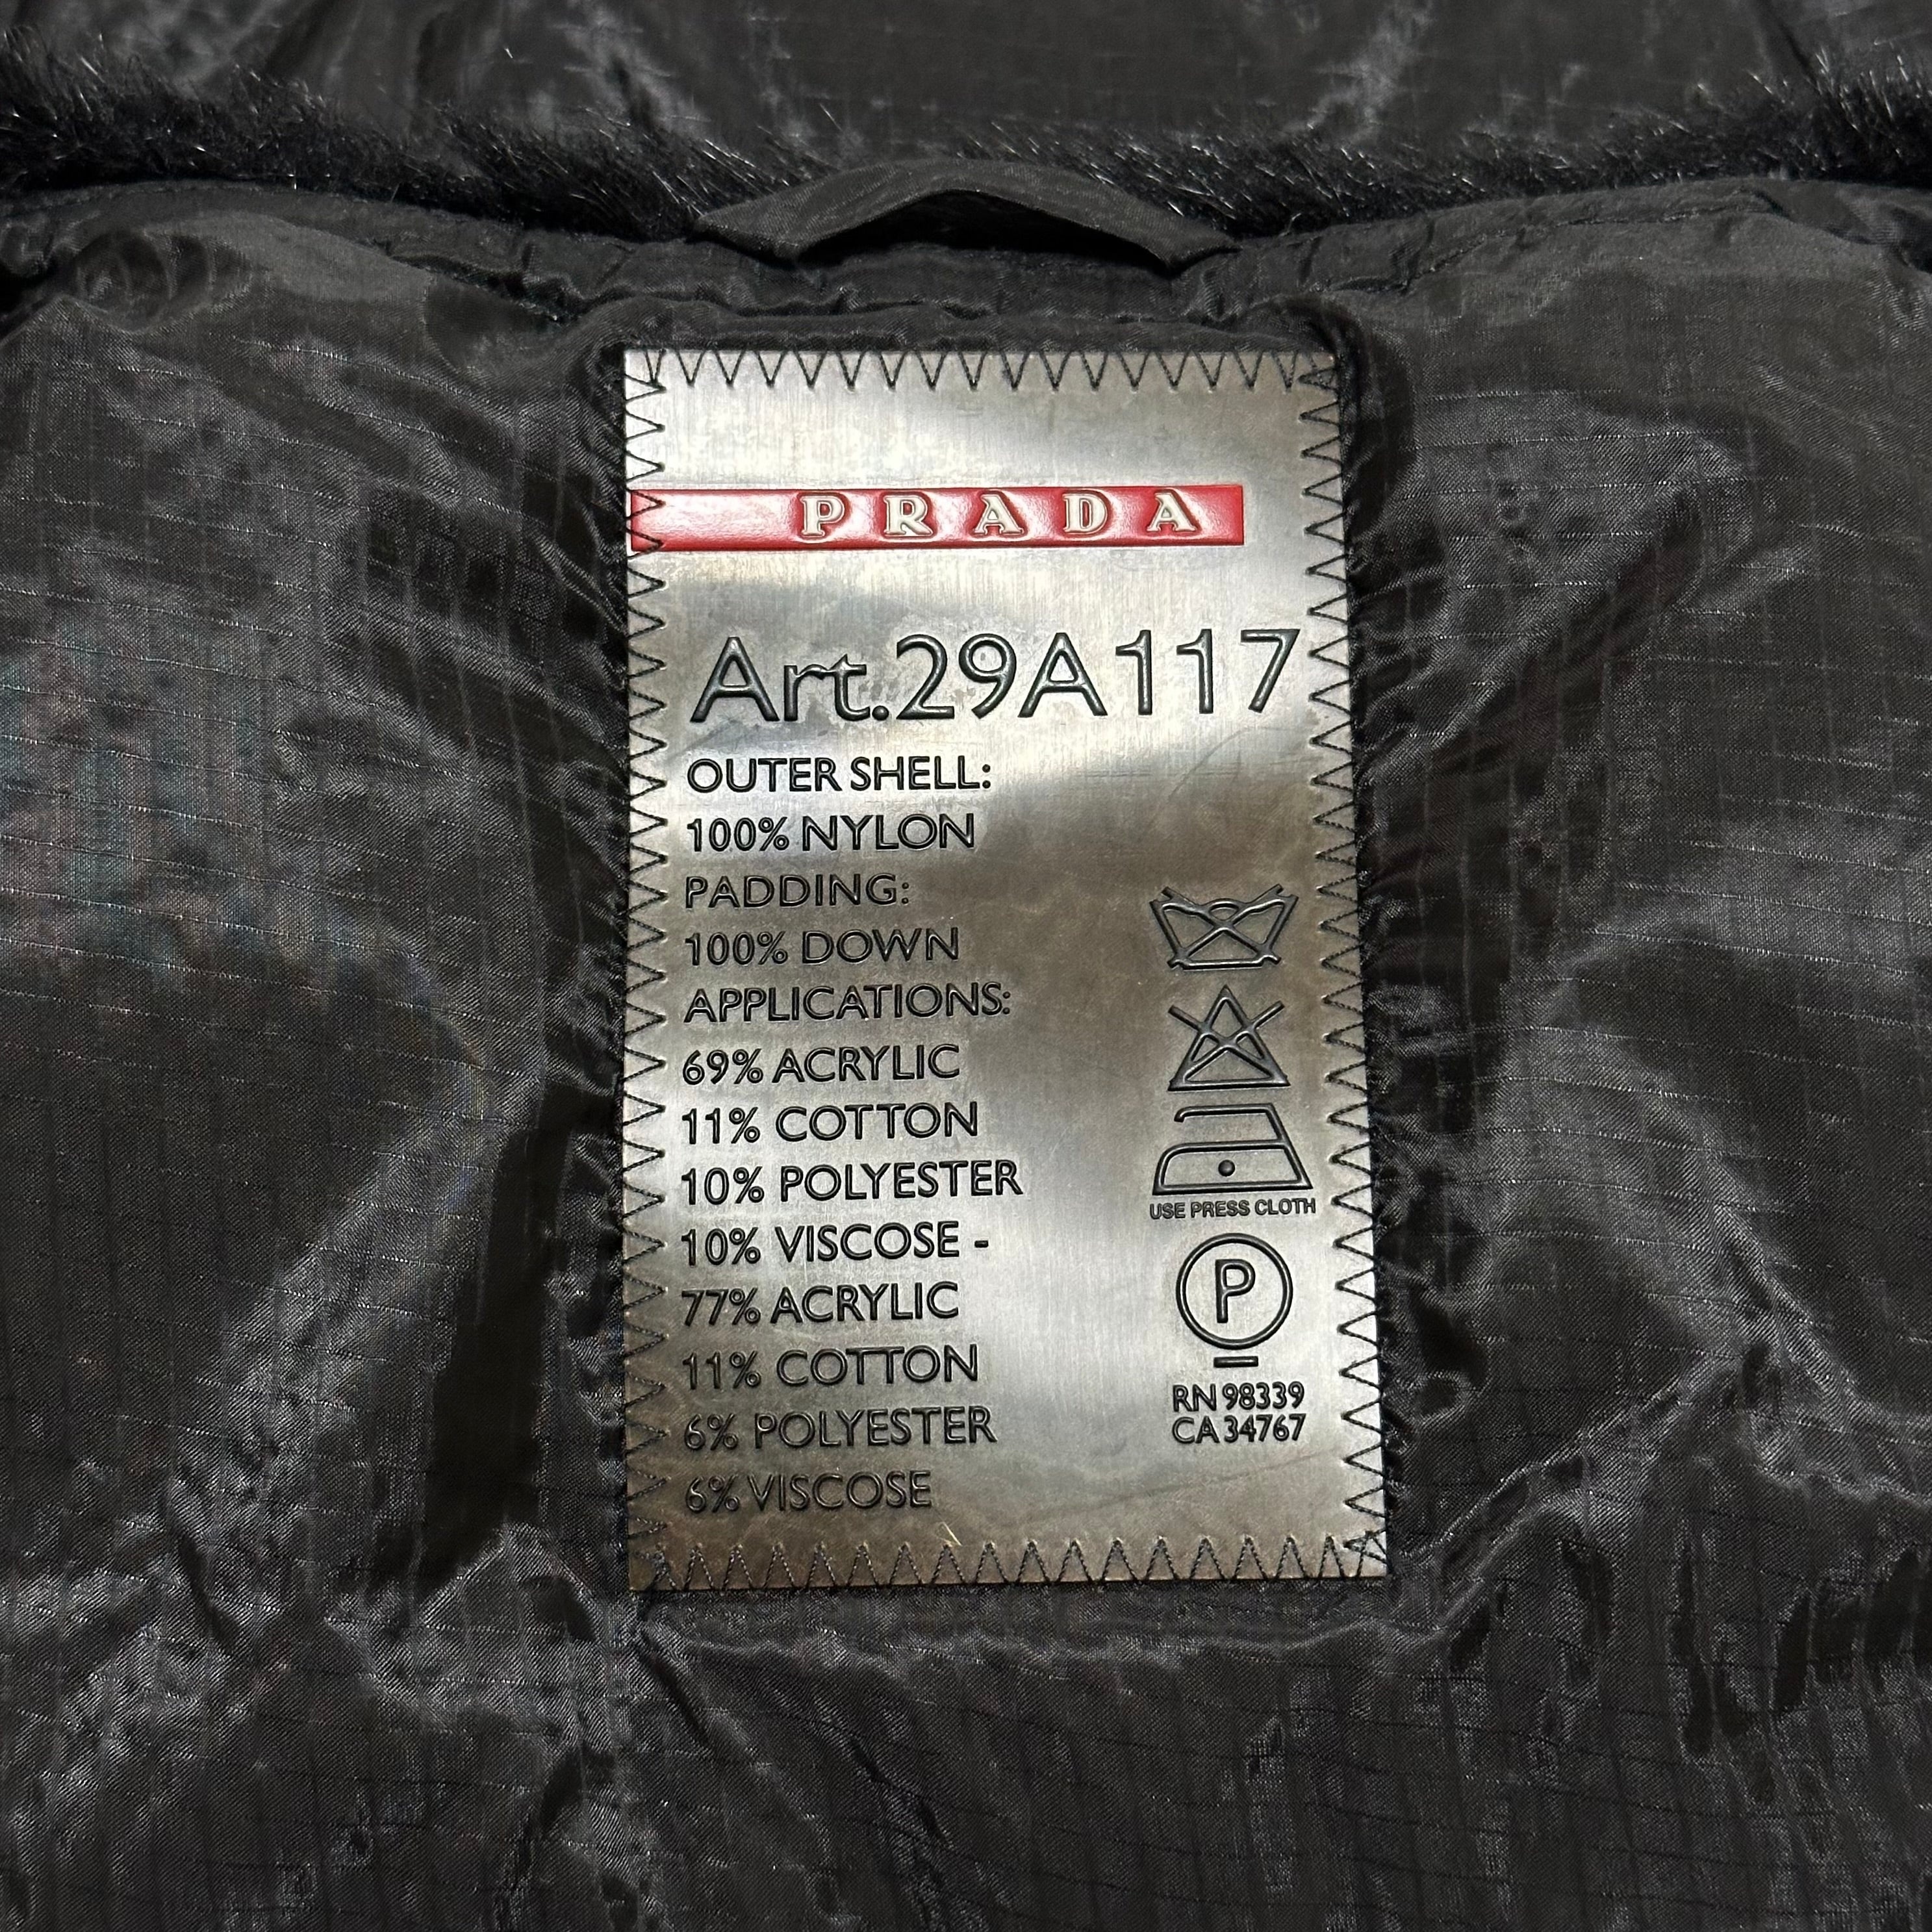 PRADA
Art.29A117
OUTER SHELL:
100% NYLON
PADDING:
100% DOWN
APPLICATIONS:
69% ACRYLIC
11% COTTON
10% POLYESTER
10% VISCOSE -
77% ACRYLIC
11% COTTON
6% POLYESTER
6% VISCOSE
USE PRESS CLOTH
P
RN 98339
CA 34767